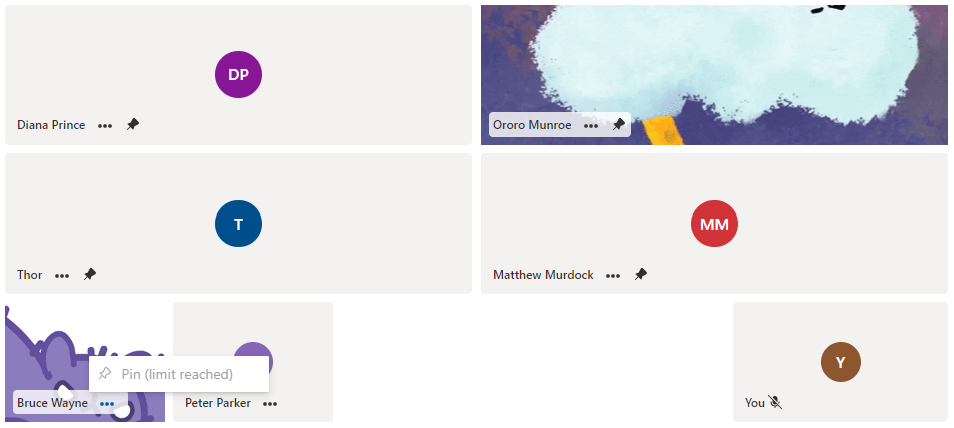 DP
Diana Prince
Ororo Munroe
T
Thor
MM
Matthew Murdock
Pin (limit reached)
Bruce Wayne
Peter Parker
Y
You